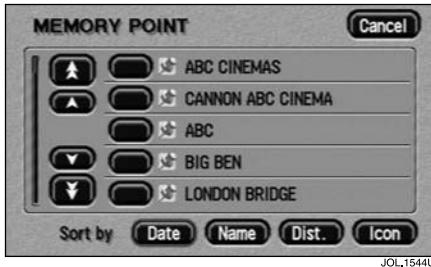 MEMORY POINT Cancel
ABC CINEMAS
CANNON ABC CINEMA
ABC
BIG BEN
LONDON BRIDGE
Sort by Date Name Dist. Icon
JOL.1544U